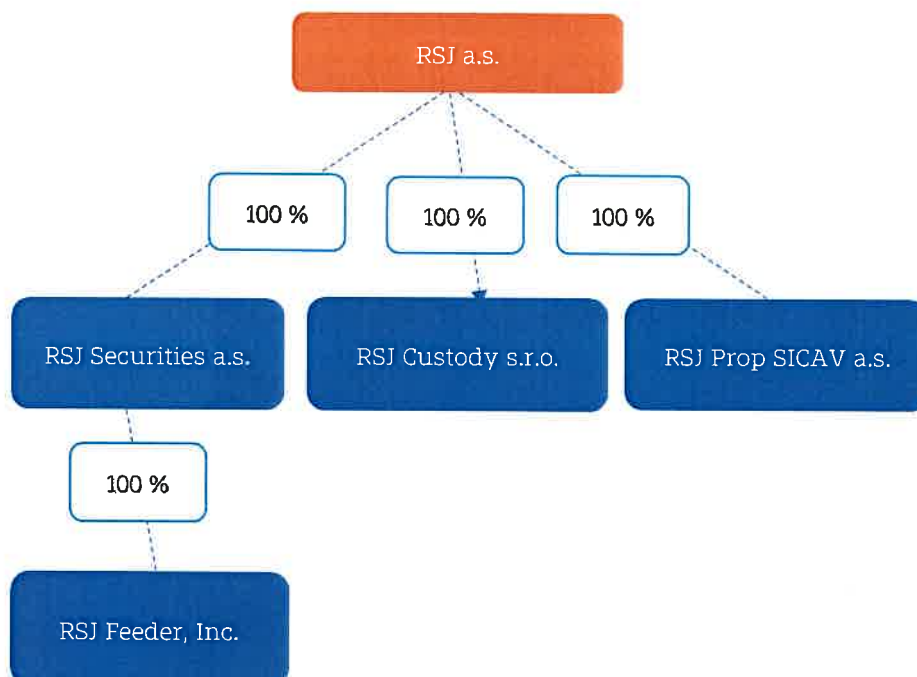 RSJ a.s.
100 %
100 %
100 %
RSJ Securities a.s.
RSJ Custody s.r.o.
RSJ Prop SICAV a.s.
100 %
RSJ Feeder, Inc.